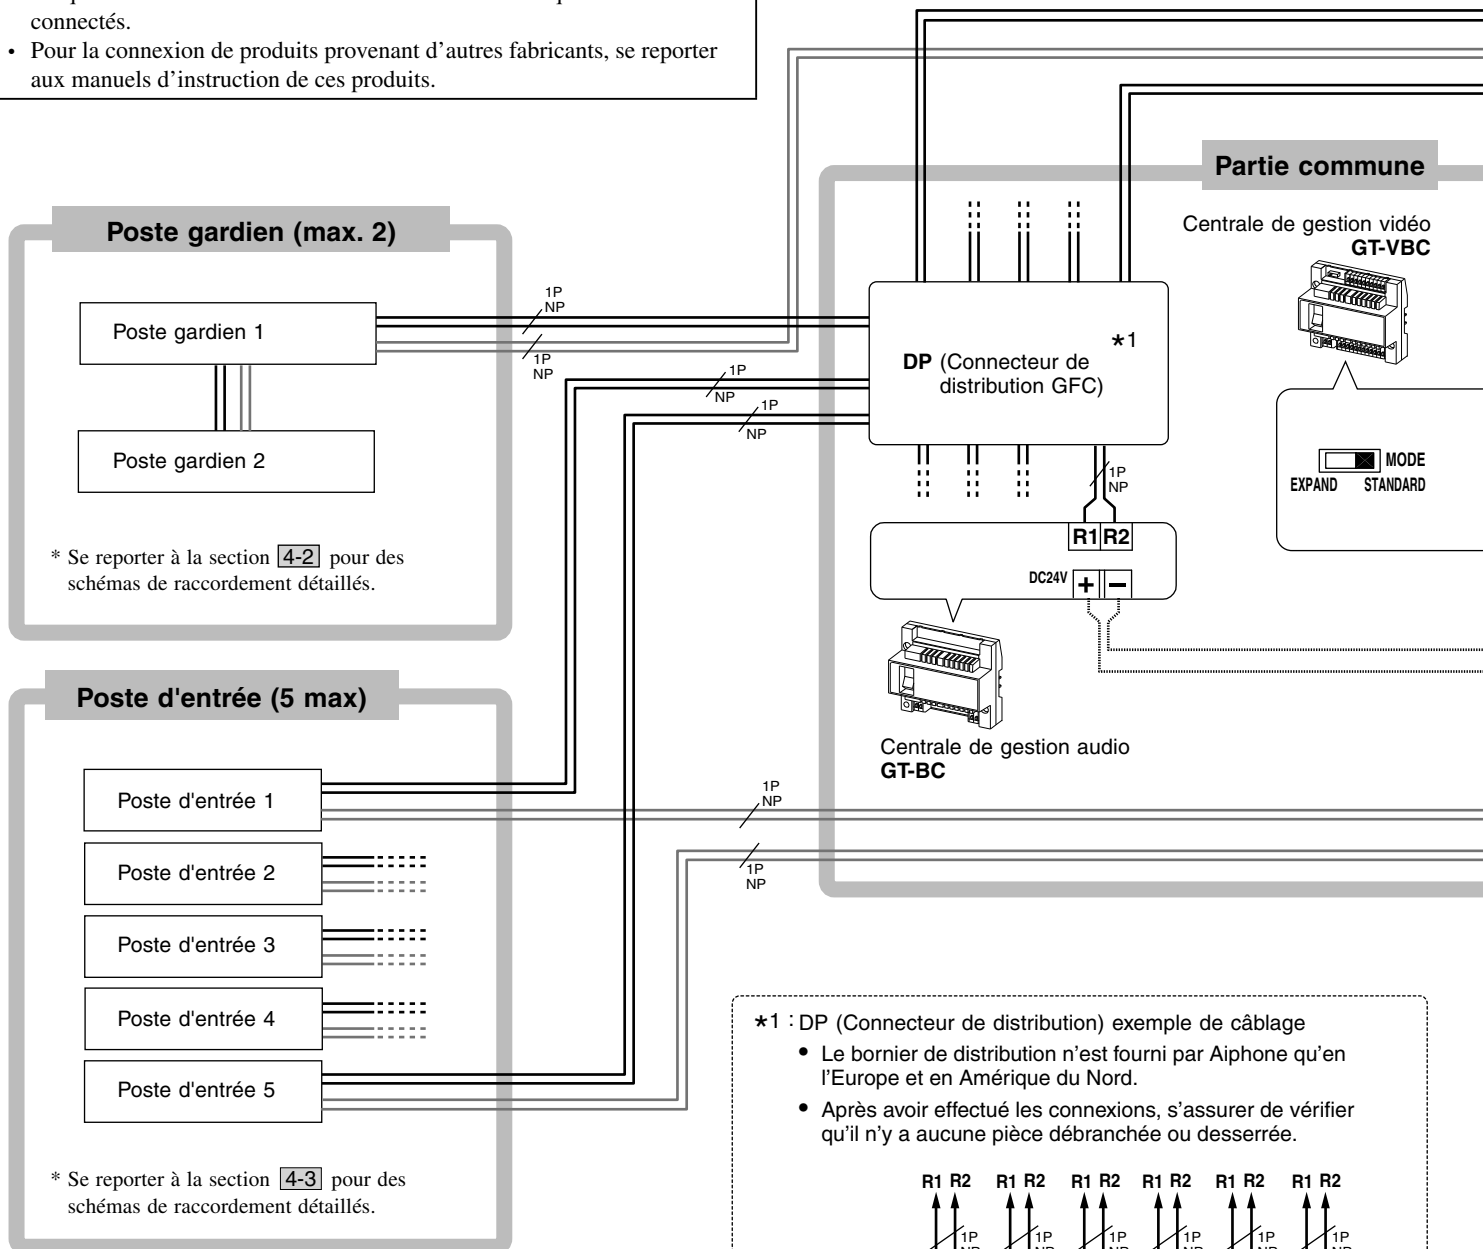 connectés.
• Pour la connexion de produits provenant d’autres fabricants, se reporter
aux manuels d’instruction de ces produits.
Partie commune
Centrale de gestion vidéo
GT-VBC
MODE
EXPAND STANDARD
Poste gardien (max. 2)
Poste gardien 1
Poste gardien 2
1P
NP
1P
NP
1P
NP
1P
NP
* Se reporter à la section 4-2 pour des
schémas de raccordement détaillés.
*1
DP (Connecteur de
distribution GFC)
1P
NP
R1 R2
DC24V + −
Centrale de gestion audio
GT-BC
Poste d'entrée (5 max)
Poste d'entrée 1
Poste d'entrée 2
Poste d'entrée 3
Poste d'entrée 4
Poste d'entrée 5
1P
NP
1P
NP
* Se reporter à la section 4-3 pour des
schémas de raccordement détaillés.
*1 : DP (Connecteur de distribution) exemple de câblage
• Le bornier de distribution n’est fourni par Aiphone qu’en
l’Europe et en Amérique du Nord.
• Après avoir effectué les connexions, s’assurer de vérifier
qu’il n’y a aucune pièce débranchée ou desserrée.
R1 R2 R1 R2 R1 R2 R1 R2 R1 R2 R1 R2
1P 1P 1P 1P 1P 1P
NP NP NP NP NP NP